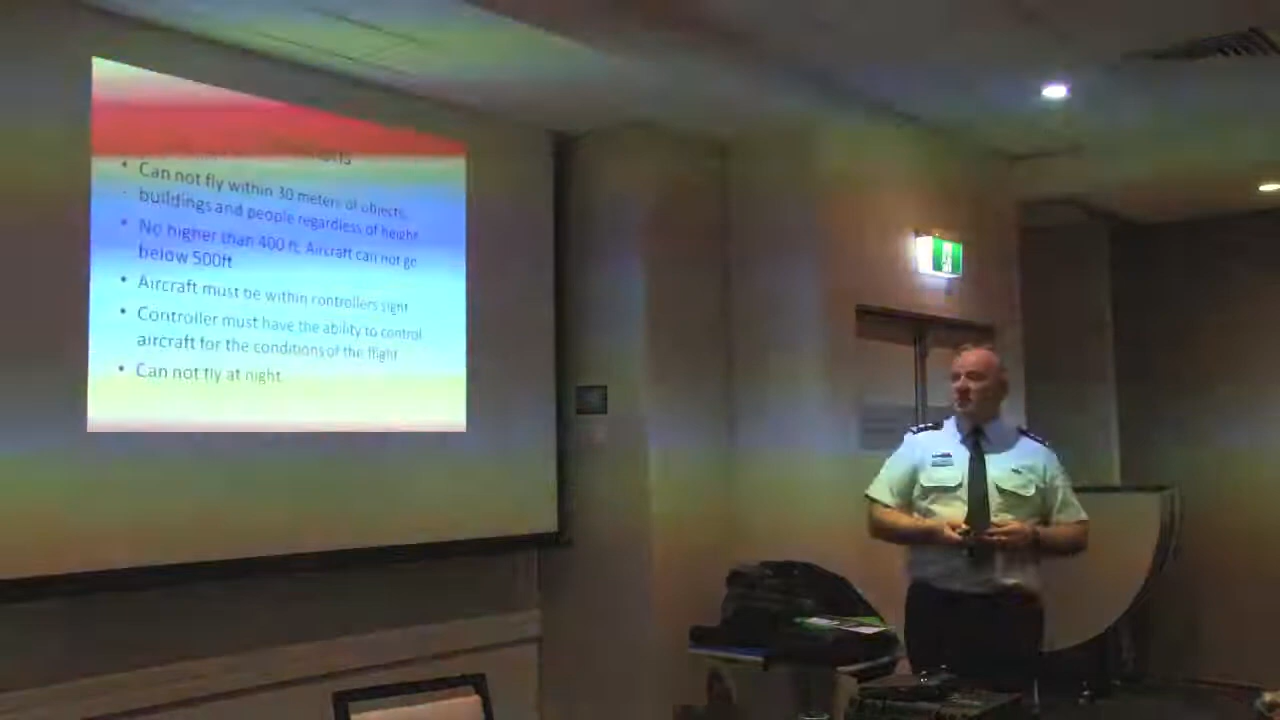 Can not fly within 30 meters of objects,
buildings and people regardless of height
No higher than 400 ft. Aircraft can not go
below 500ft
Aircraft must be within controllers sight
Controller must have the ability to control
aircraft for the conditions of the flight
Can not fly at night